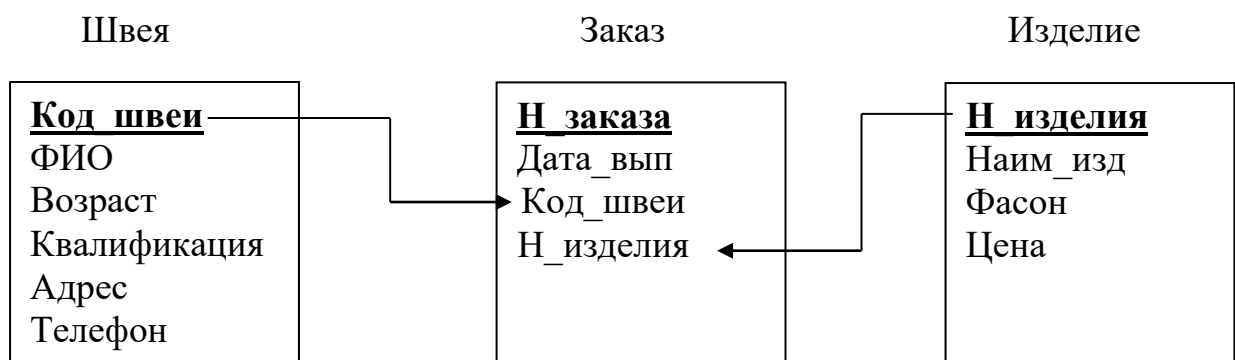 Швея
Заказ
Изделие
Код_швеи
ФИО
Возраст
Квалификация
Адрес
Телефон
Н_заказа
Дата_вып
Код_швеи
Н_изделия
Н_изделия
Наим_изд
Фасон
Цена